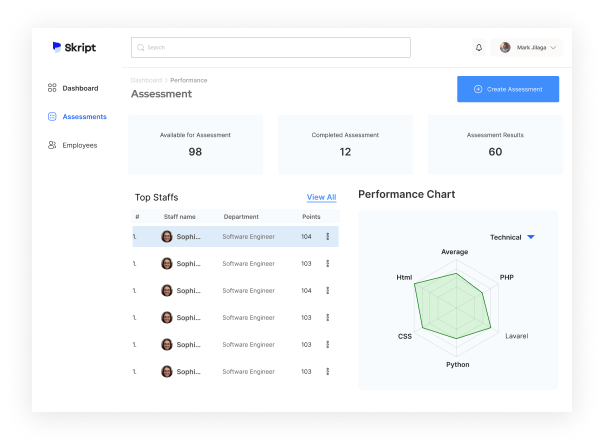 Skript
Search
Mark Jilaga
Dashboard
Assessments
Employees
Dashboard > Performance
Assessment
Create Assessment
Available for Assessment
98
Completed Assessment
12
Assessment Results
60
Top Staffs
View All
# Staff name Department Points
1. Sophi... Software Engineer 104
1. Sophi... Software Engineer 103
1. Sophi... Software Engineer 104
1. Sophi... Software Engineer 103
1. Sophi... Software Engineer 103
1. Sophi... Software Engineer 103
Performance Chart
Technical
Average
Html
PHP
CSS
Lavarel
Python